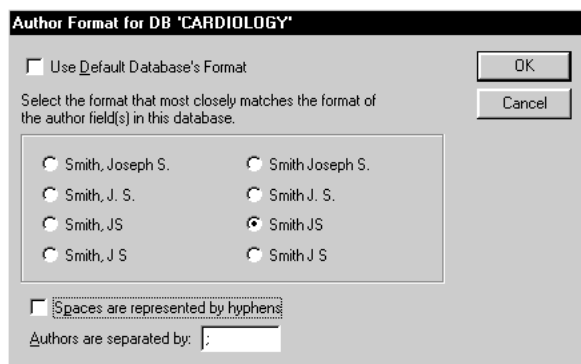 Author Format for DB 'CARDIOLOGY'
Use Default Database's Format
OK
Select the format that most closely matches the format of
the author field(s) in this database.
Cancel
Smith, Joseph S.
Smith Joseph S.
Smith, J. S.
Smith J. S.
Smith, JS
Smith JS
Smith, J S
Smith J S
Spaces are represented by hyphens
Authors are separated by: ;